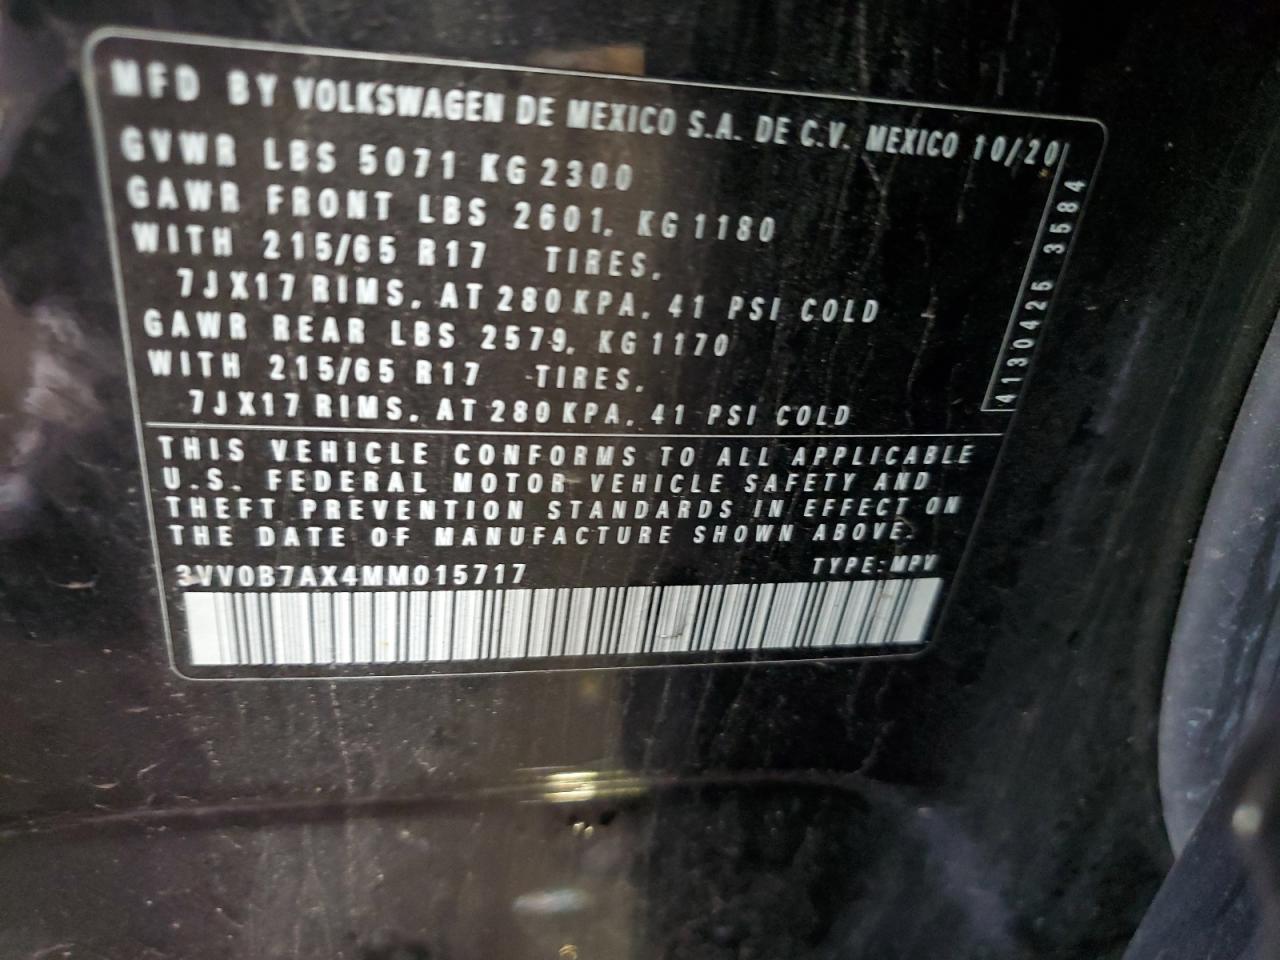 MFD BY VOLKSWAGEN DE MEXICO S.A. DE C.V. MEXICO 10/20
GVWR LBS 5071 KG 2300
GAWR FRONT LBS 2601, KG 1180
WITH 215/65 R17 TIRES,
7JX17 RIMS, AT 280 KPA, 41 PSI COLD
GAWR REAR LBS 2579, KG 1170
WITH 215/65 R17 TIRES,
7JX17 RIMS, AT 280 KPA, 41 PSI COLD
4130425 3584
THIS VEHICLE CONFORMS TO ALL APPLICABLE
U.S. FEDERAL MOTOR VEHICLE SAFETY AND
THEFT PREVENTION STANDARDS IN EFFECT ON
THE DATE OF MANUFACTURE SHOWN ABOVE.
3VV0B7AX4MM015717 TYPE: MPV